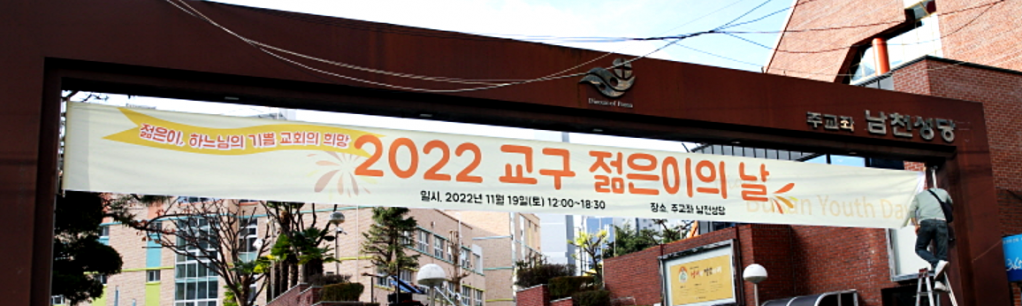 Diocesis of Busan
주교좌 남천성당
젊은이, 하느님의 기쁨 교회의 희망
2022 교구 젊은이의 날
일시. 2022년 11월 19일(토) 12:00~18:30 장소. 주교좌 남천성당
Busan Youth Day